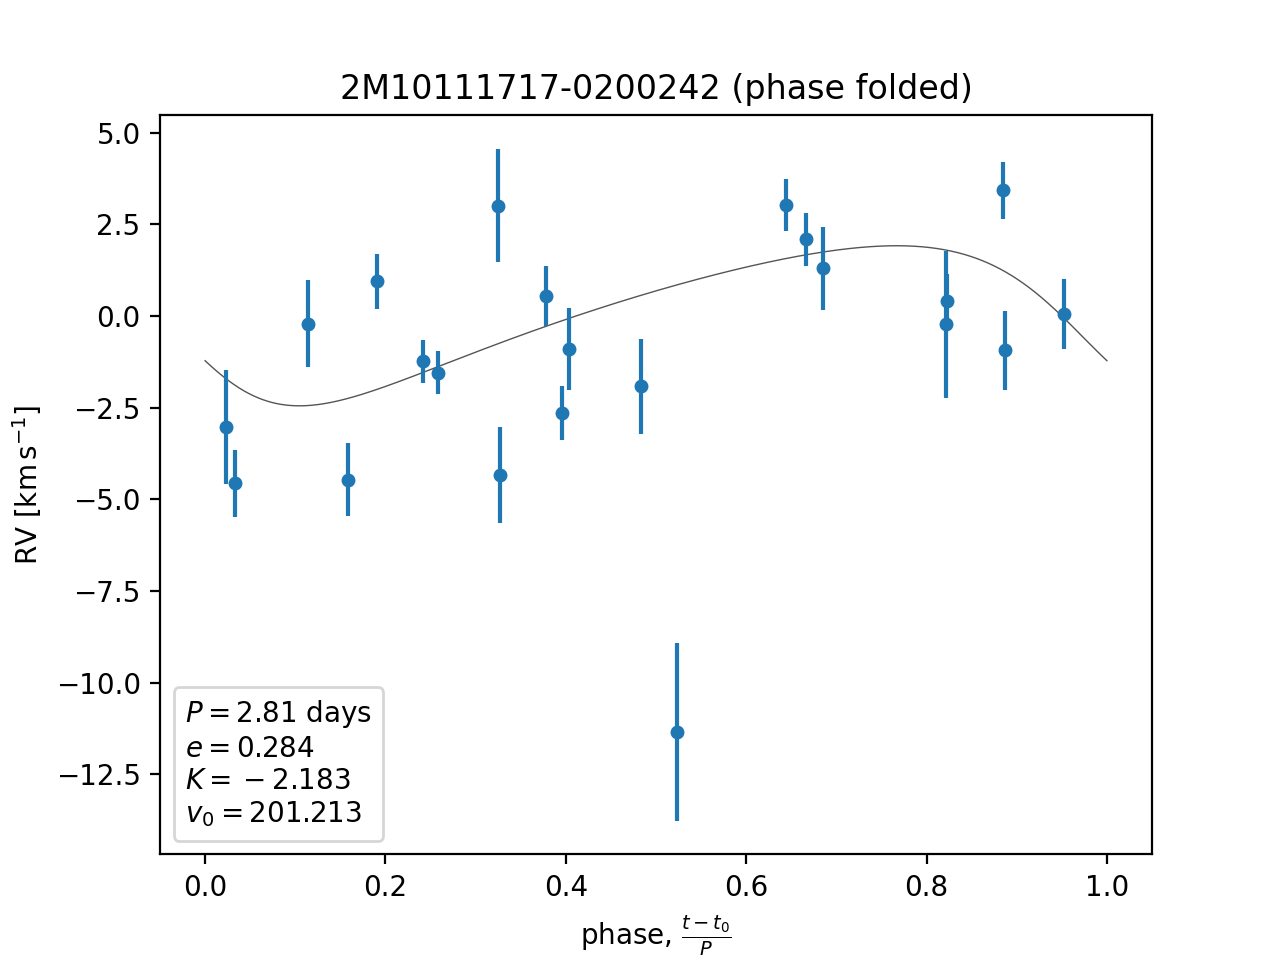 2M10111717-0200242 (phase folded)
RV [km s⁻¹]
5.0
2.5
0.0
−2.5
−5.0
−7.5
−10.0
−12.5
P = 2.81 days
e = 0.284
K = − 2.183
v₀ = 201.213
0.0 0.2 0.4 0.6 0.8 1.0
phase, (t − t₀)/P